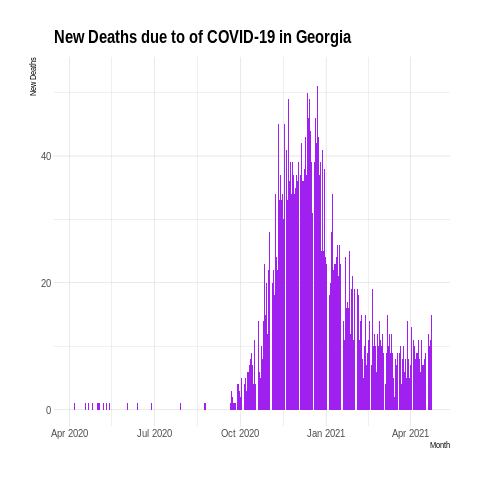 New Deaths due to of COVID-19 in Georgia
New Deaths
40
20
0
Apr 2020 Jul 2020 Oct 2020 Jan 2021 Apr 2021
Month